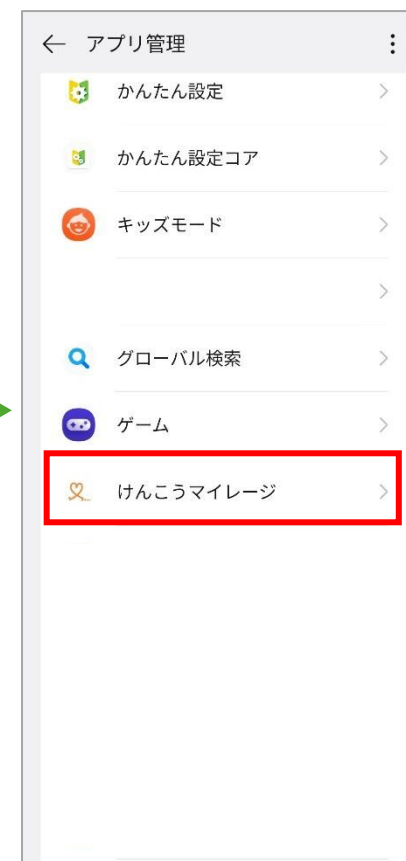 ← アプリ管理
かんたん設定
かんたん設定コア
キッズモード
グローバル検索
ゲーム
けんこうマイレージ